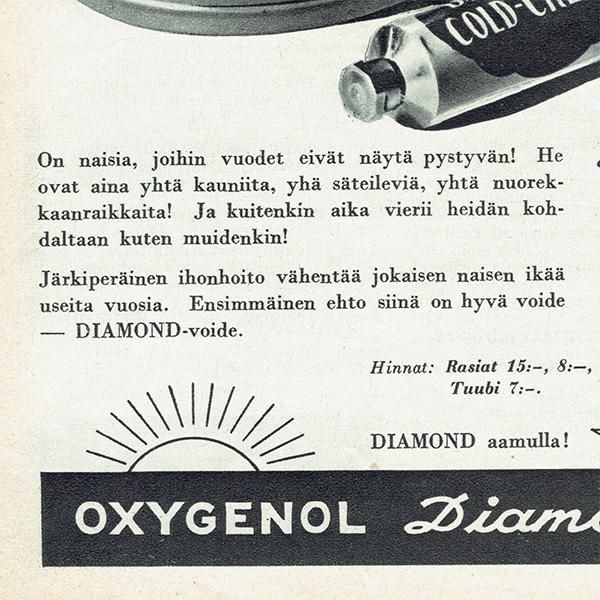 COLD-
On naisia, joihin vuodet eivät näytä pystyvän! He
ovat aina yhtä kauniita, yhä säteileviä, yhtä nuorek-
kaanraikkaita! Ja kuitenkin aika vierii heidän koh-
daltaan kuten muidenkin!
Järkiperäinen ihonhoito vähentää jokaisen naisen ikää
useita vuosia. Ensimmäinen ehto siinä on hyvä voide
— DIAMOND-voide.
Hinnat: Rasiat 15:-, 8:-,
Tuubi 7:-.
DIAMOND aamulla!
OXYGENOL Diam